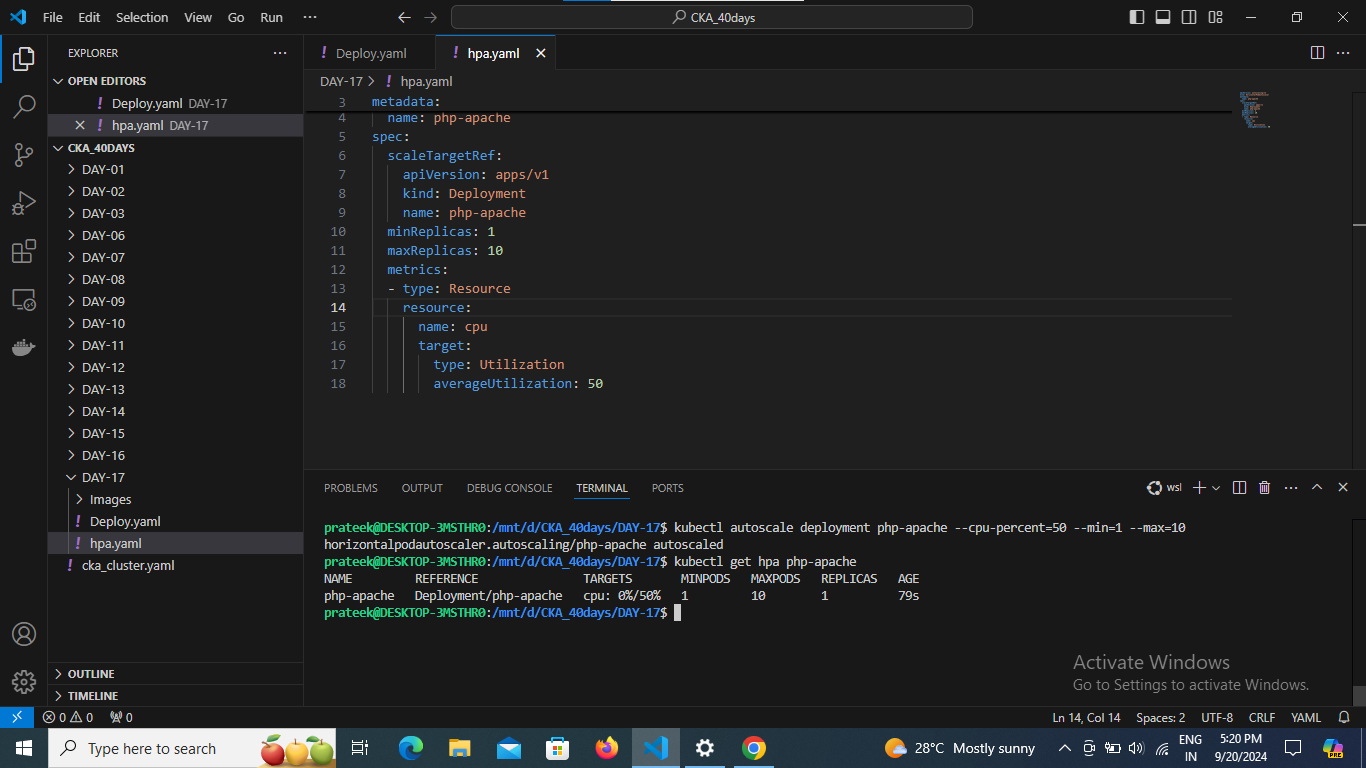 File Edit Selection View Go Run ··· CKA_40days
EXPLORER ···
OPEN EDITORS
Deploy.yaml DAY-17
hpa.yaml DAY-17
CKA_40DAYS
DAY-01
DAY-02
DAY-03
DAY-06
DAY-07
DAY-08
DAY-09
DAY-10
DAY-11
DAY-12
DAY-13
DAY-14
DAY-15
DAY-16
DAY-17
Images
Deploy.yaml
hpa.yaml
cka_cluster.yaml
OUTLINE
TIMELINE
Deploy.yaml hpa.yaml
DAY-17 > hpa.yaml
3 metadata:
4 name: php-apache
5 spec:
6 scaleTargetRef:
7 apiVersion: apps/v1
8 kind: Deployment
9 name: php-apache
10 minReplicas: 1
11 maxReplicas: 10
12 metrics:
13 - type: Resource
14 resource:
15 name: cpu
16 target:
17 type: Utilization
18 averageUtilization: 50
PROBLEMS OUTPUT DEBUG CONSOLE TERMINAL PORTS wsl
prateek@DESKTOP-3MSTHR0:/mnt/d/CKA_40days/DAY-17$ kubectl autoscale deployment php-apache --cpu-percent=50 --min=1 --max=10
horizontalpodautoscaler.autoscaling/php-apache autoscaled
prateek@DESKTOP-3MSTHR0:/mnt/d/CKA_40days/DAY-17$ kubectl get hpa php-apache
NAME REFERENCE TARGETS MINPODS MAXPODS REPLICAS AGE
php-apache Deployment/php-apache cpu: 0%/50% 1 10 1 79s
prateek@DESKTOP-3MSTHR0:/mnt/d/CKA_40days/DAY-17$
Activate Windows
Go to Settings to activate Windows.
0 0 0 Ln 14, Col 14 Spaces: 2 UTF-8 CRLF YAML
Type here to search 28°C Mostly sunny ENG IN 5:20 PM 9/20/2024 PRE